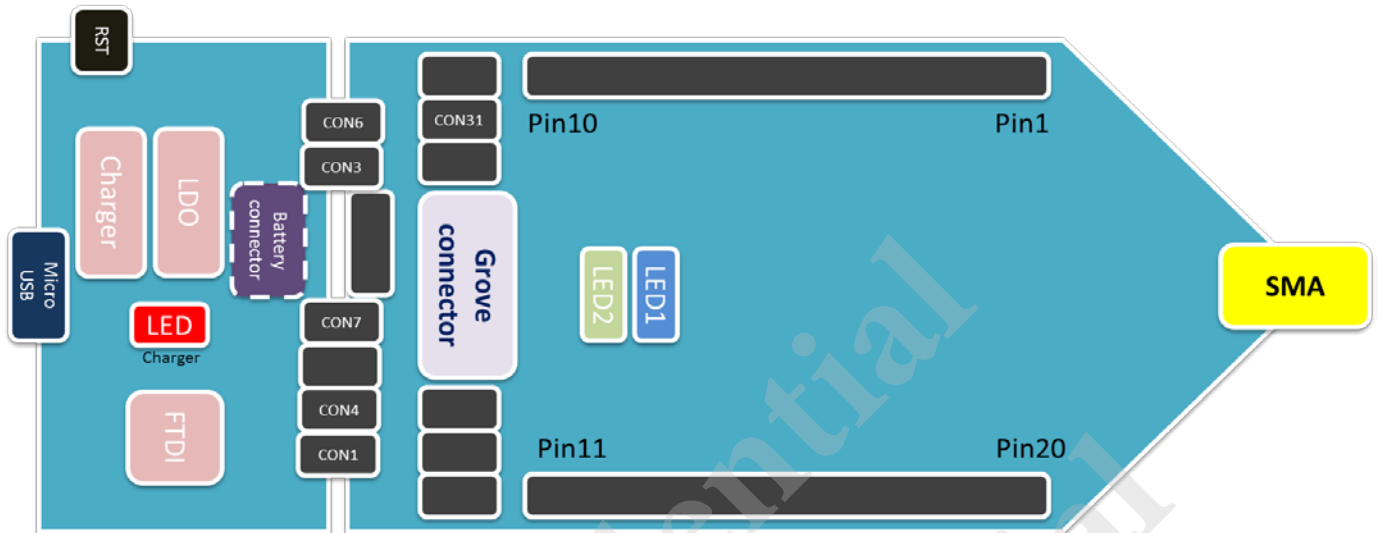 RST
CON6
CON31
Pin10
Pin1
CON3
Charger
LDO
Battery
connector
Grove
connector
Micro
USB
LED2
LED1
SMA
LED
Charger
CON7
FTDI
CON4
CON1
Pin11
Pin20